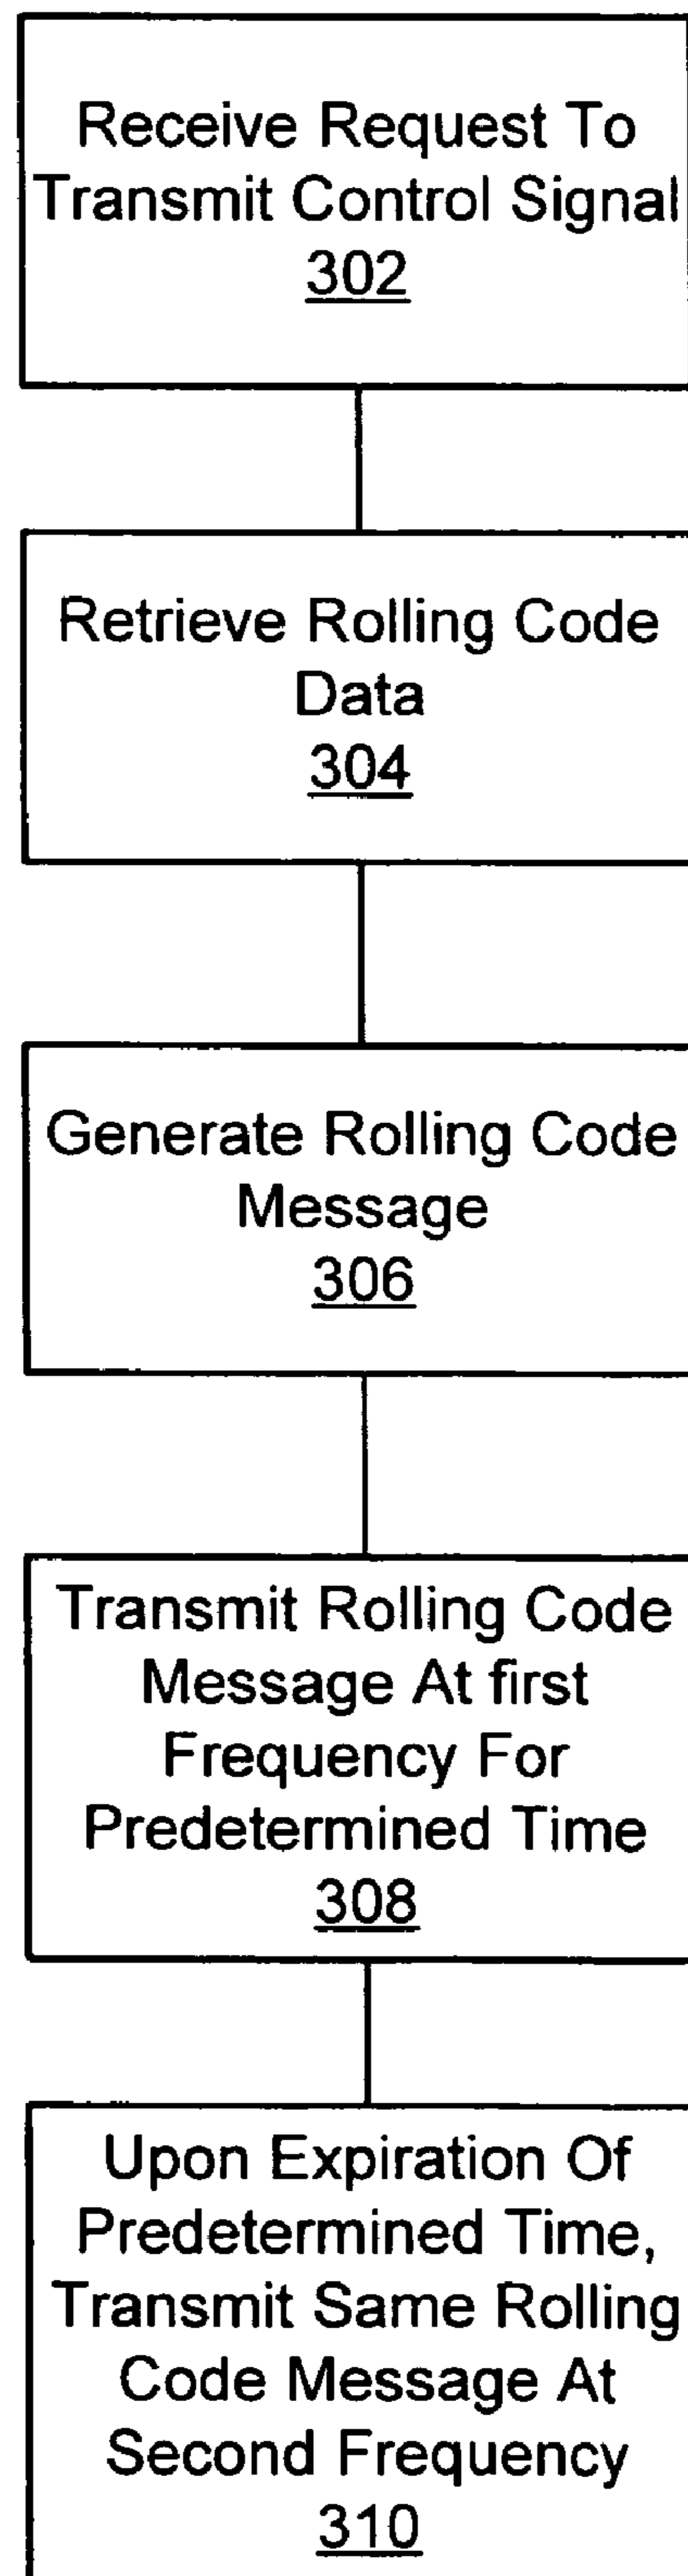 Receive Request To
Transmit Control Signal
302
Retrieve Rolling Code
Data
304
Generate Rolling Code
Message
306
Transmit Rolling Code
Message At first
Frequency For
Predetermined Time
308
Upon Expiration Of
Predetermined Time,
Transmit Same Rolling
Code Message At
Second Frequency
310